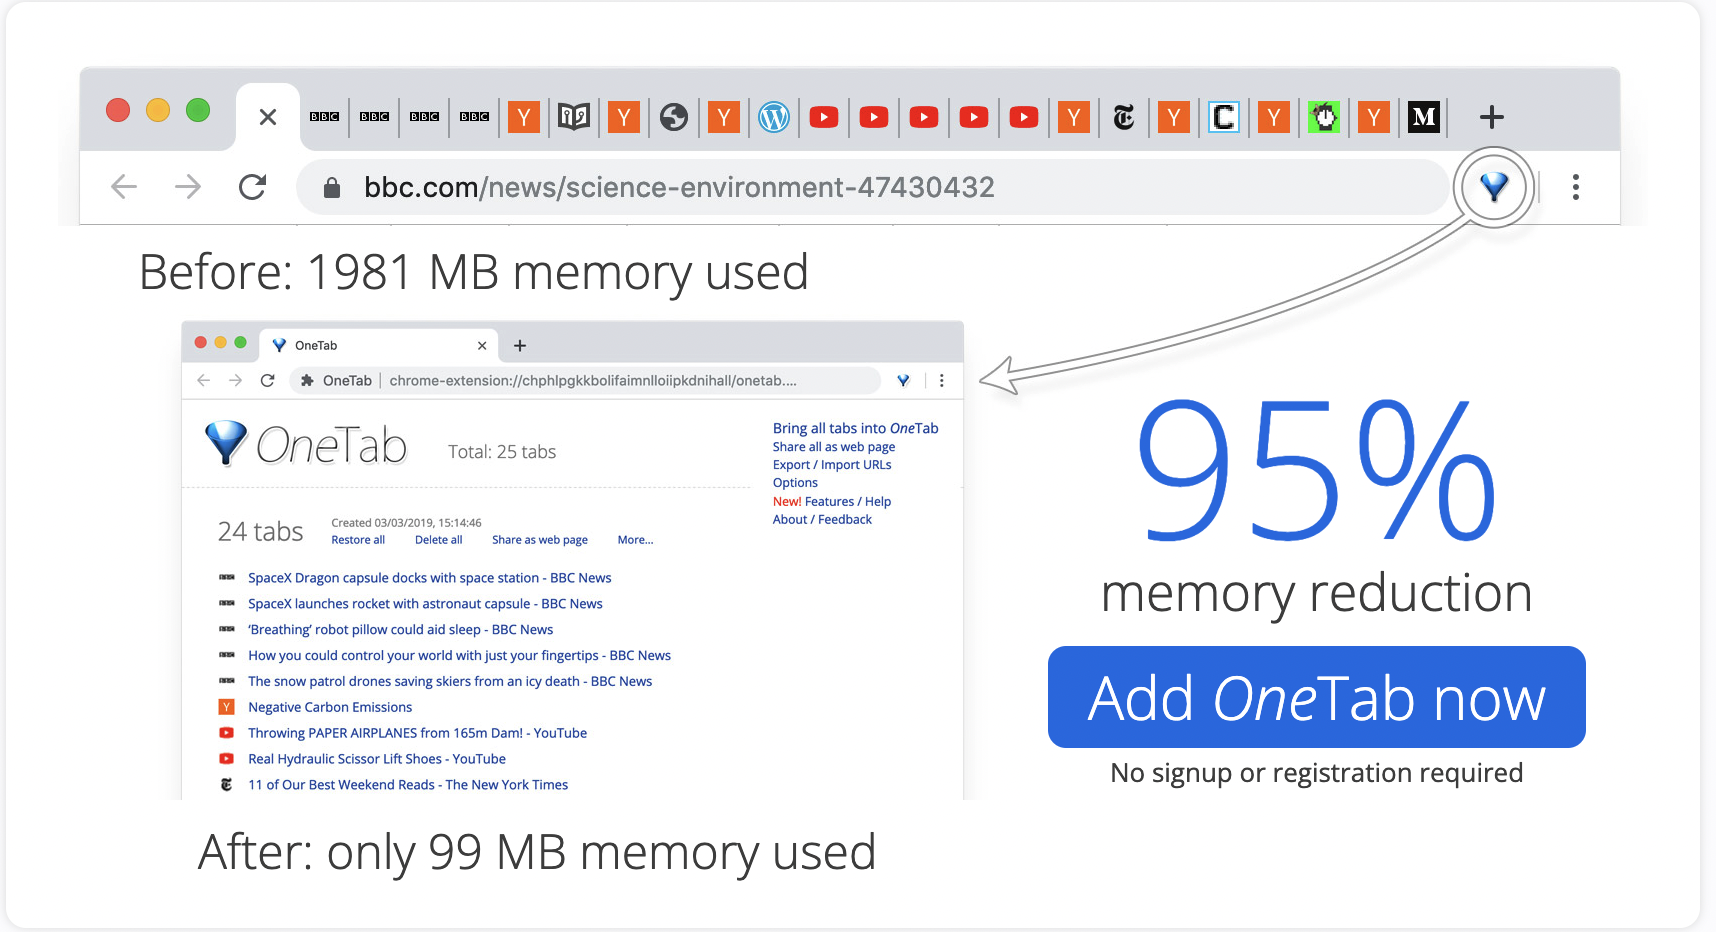 BBC BBC BBC BBC Y Y Y Y Y C Y Y M
bbc.com/news/science-environment-47430432
Before: 1981 MB memory used
OneTab
OneTab | chrome-extension://chphlpgkkbolifaimnlloiipkdnihall/onetab....
OneTab
Total: 25 tabs
Bring all tabs into OneTab
Share all as web page
Export / Import URLs
Options
New! Features / Help
About / Feedback
24 tabs
Created 03/03/2019, 15:14:46
Restore all Delete all Share as web page More...
SpaceX Dragon capsule docks with space station - BBC News
SpaceX launches rocket with astronaut capsule - BBC News
‘Breathing’ robot pillow could aid sleep - BBC News
How you could control your world with just your fingertips - BBC News
The snow patrol drones saving skiers from an icy death - BBC News
Y Negative Carbon Emissions
Throwing PAPER AIRPLANES from 165m Dam! - YouTube
Real Hydraulic Scissor Lift Shoes - YouTube
11 of Our Best Weekend Reads - The New York Times
After: only 99 MB memory used
95%
memory reduction
Add OneTab now
No signup or registration required